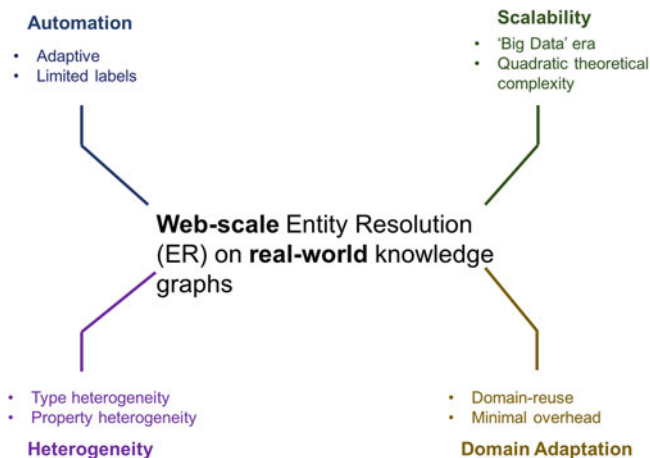 Automation
• Adaptive
• Limited labels
Scalability
• 'Big Data' era
• Quadratic theoretical
complexity
Web-scale Entity Resolution
(ER) on real-world knowledge
graphs
• Type heterogeneity
• Property heterogeneity
Heterogeneity
• Domain-reuse
• Minimal overhead
Domain Adaptation